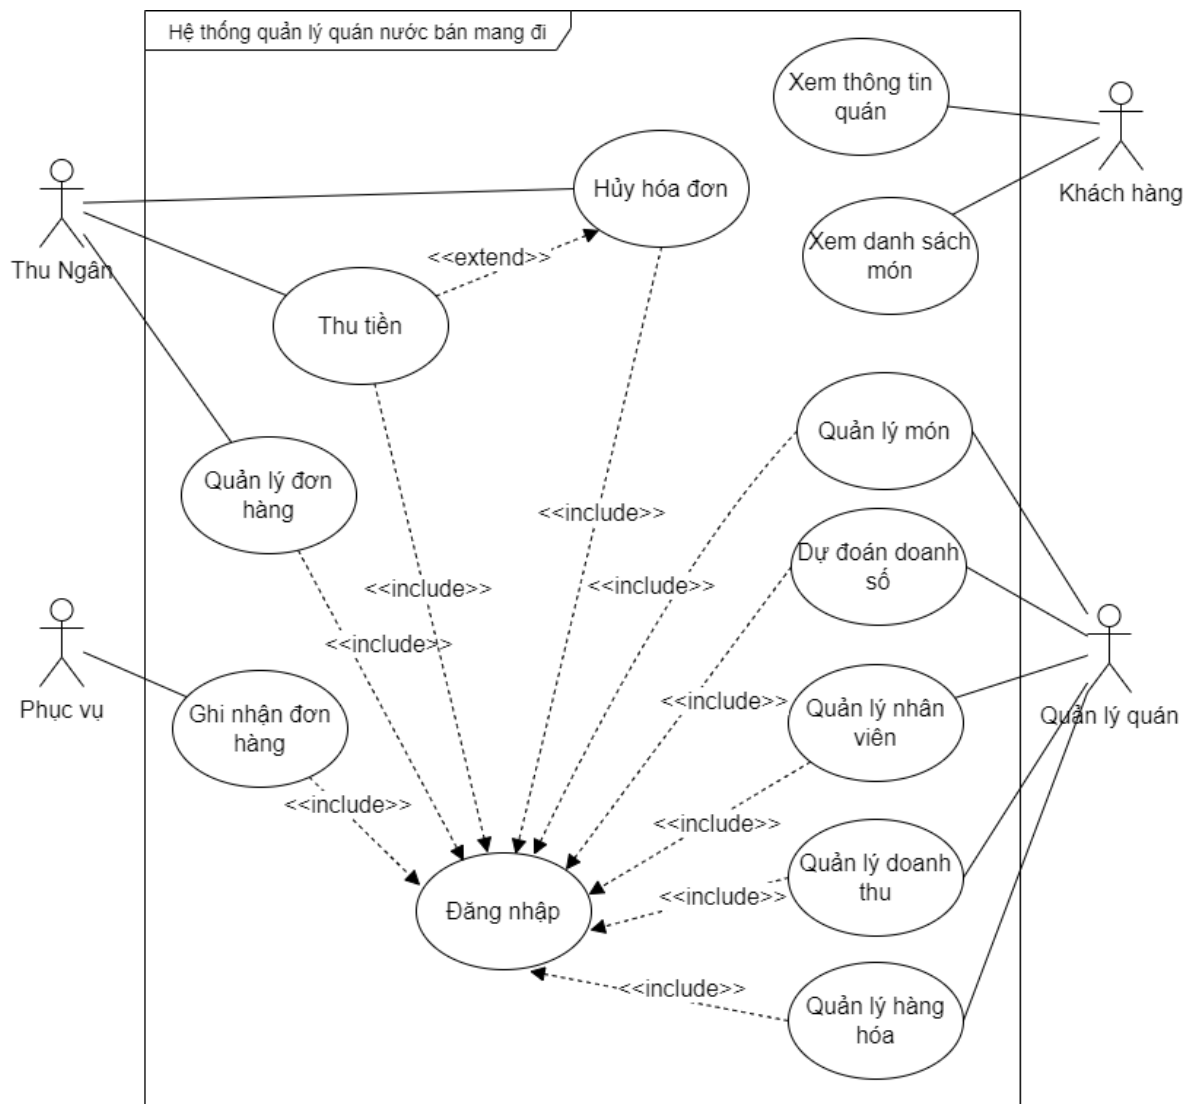 Hệ thống quản lý quán nước bán mang đi
Xem thông tin
quán
Khách hàng
Hủy hóa đơn
Thu Ngân
Xem danh sách
món
<<extend>>
Thu tiền
Quản lý món
Quản lý đơn
hàng
<<include>>
Dự đoán doanh
số
<<include>>
<<include>>
<<include>>
Phục vụ
Ghi nhận đơn
hàng
<<include>>
Quản lý nhân
viên
Quản lý quán
<<include>>
<<include>>
Quản lý doanh
thu
<<include>>
Đăng nhập
<<include>>
Quản lý hàng
hóa